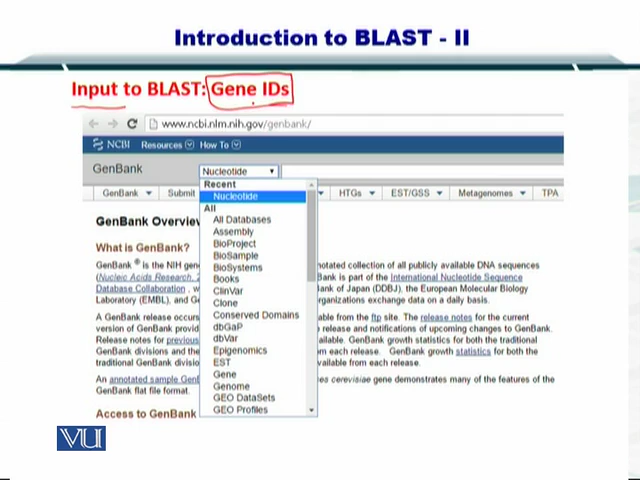 Introduction to BLAST - II
Input to BLAST: Gene IDs
www.ncbi.nlm.nih.gov/genbank/
NCBI Resources How To
GenBank Nucleotide
GenBank Submit HTGs EST/GSS Metagenomes TPA
Recent
Nucleotide
All
All Databases
Assembly
BioProject
BioSample
BioSystems
Books
ClinVar
Clone
Conserved Domains
dbGaP
dbVar
Epigenomics
EST
Gene
Genome
GEO DataSets
GEO Profiles
GenBank Overview
What is GenBank?
GenBank ® is the NIH gen notated collection of all publicly available DNA sequences
(Nucleic Acids Research, 2 Bank is part of the International Nucleotide Sequence
Database Collaboration , w ank of Japan (DDBJ), the European Molecular Biology
Laboratory (EMBL), and Ge organizations exchange data on a daily basis.
A GenBank release occurs able from the ftp site. The release notes for the current
version of GenBank provid e release and notifications of upcoming changes to GenBank.
Release notes for previous GenBank growth statistics for both the traditional
GenBank divisions and the m each release. GenBank growth statistics for both the
traditional GenBank divisio vailable from each release.
An annotated sample GenB es cerevisiae gene demonstrates many of the features of the
GenBank flat file format.
Access to GenBank
VU